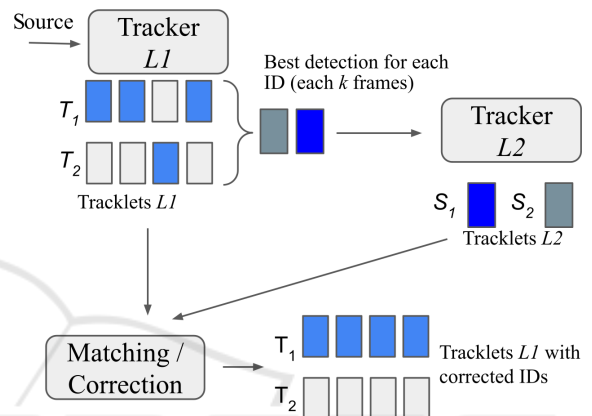 Source
Tracker
L1
Best detection for each
ID (each k frames)
T1
T2
Tracklets L1
Tracker
L2
S1
S2
Tracklets L2
Matching /
Correction
T1
T2
Tracklets L1 with
corrected IDs